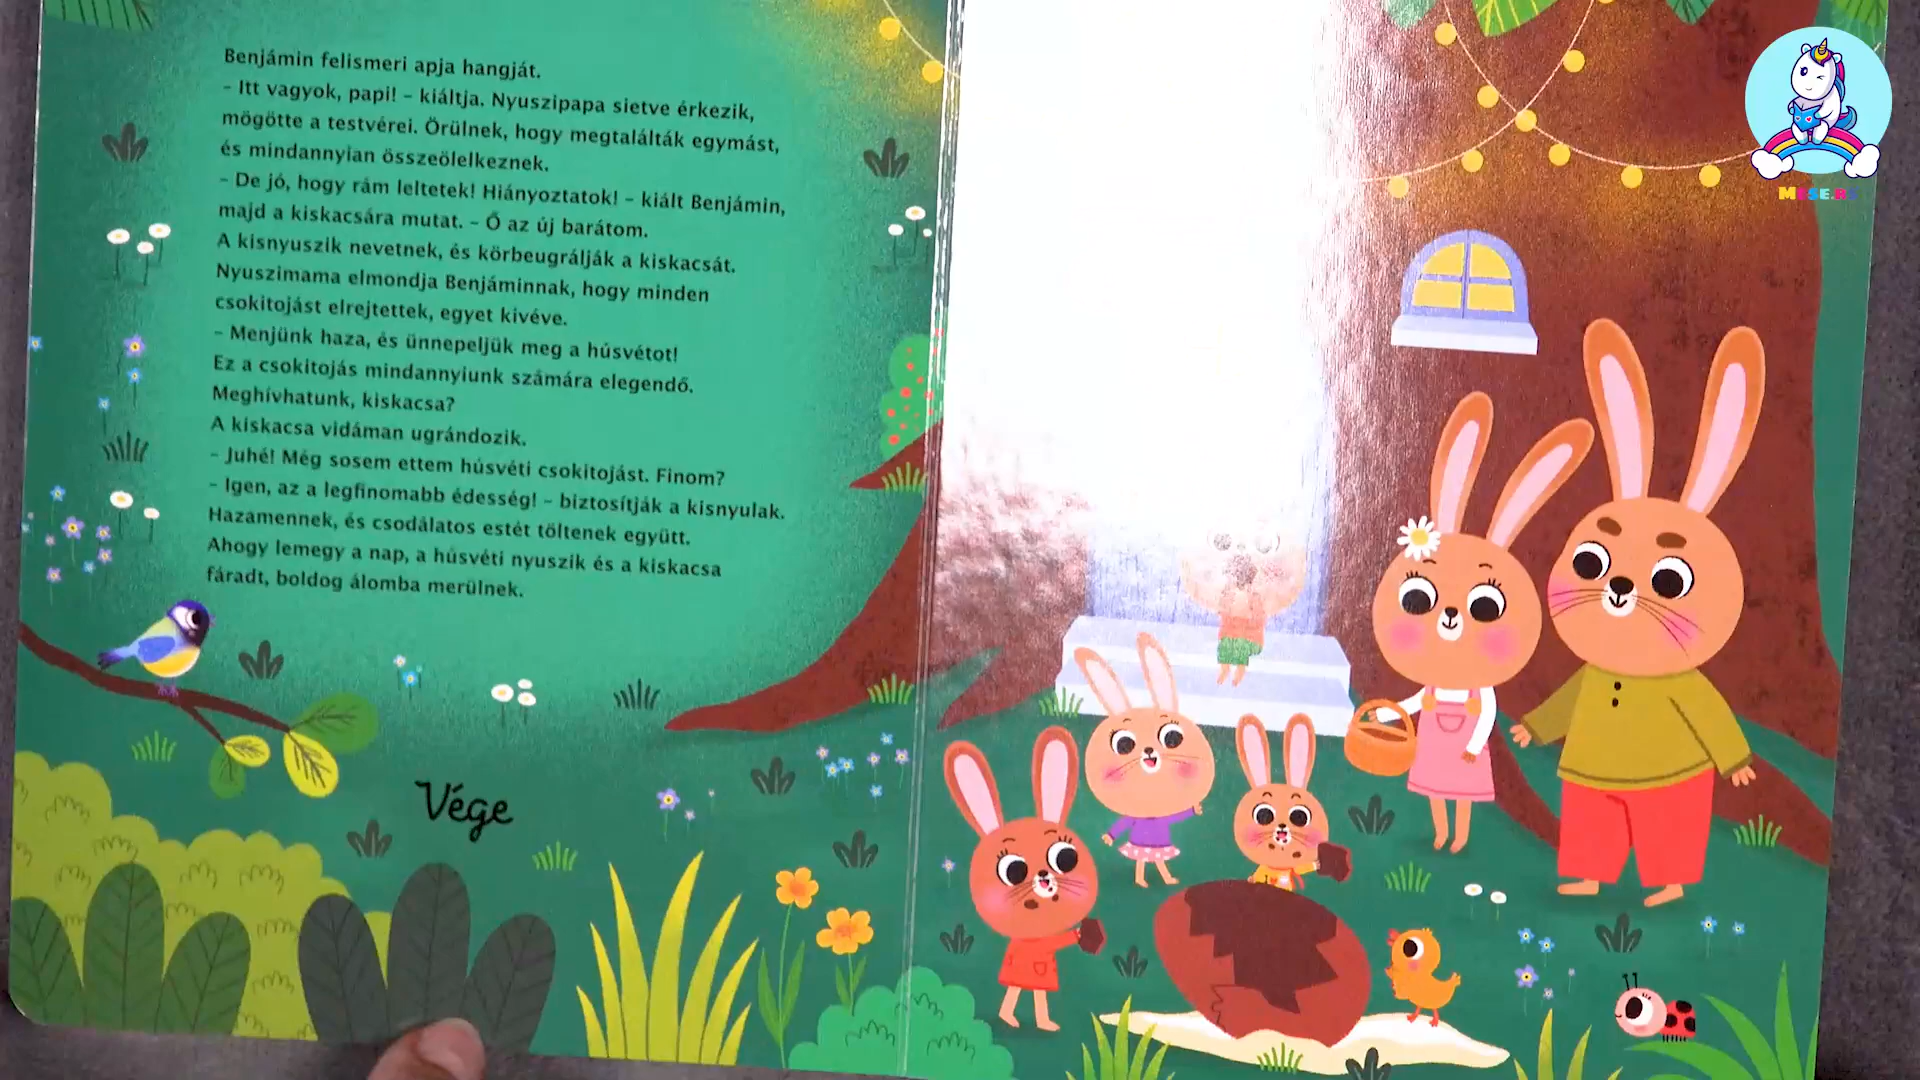 Benjámin felismeri apja hangját.
– Itt vagyok, papi! – kiáltja. Nyuszipapa sietve érkezik,
mögötte a testvérei. Örülnek, hogy megtalálták egymást,
és mindannyian összeölelkeznek.
– De jó, hogy rám leltetek! Hiányoztatok! – kiált Benjámin,
majd a kiskacsára mutat. – Ő az új barátom.
A kisnyuszik nevetnek, és körbeugrálják a kiskacsát.
Nyuszimama elmondja Benjáminnak, hogy minden
csokitojást elrejtettek, egyet kivéve.
– Menjünk haza, és ünnepeljük meg a húsvétot!
Ez a csokitojás mindannyiunk számára elegendő.
Meghívhatunk, kiskacsa?
A kiskacsa vidáman ugrándozik.
– Juhé! Még sosem ettem húsvéti csokitojást. Finom?
– Igen, az a legfinomabb édesség! – biztosítják a kisnyulak.
Hazamennek, és csodálatos estét töltenek együtt.
Ahogy lemegy a nap, a húsvéti nyuszik és a kiskacsa
fáradt, boldog álomba merülnek.
Vége